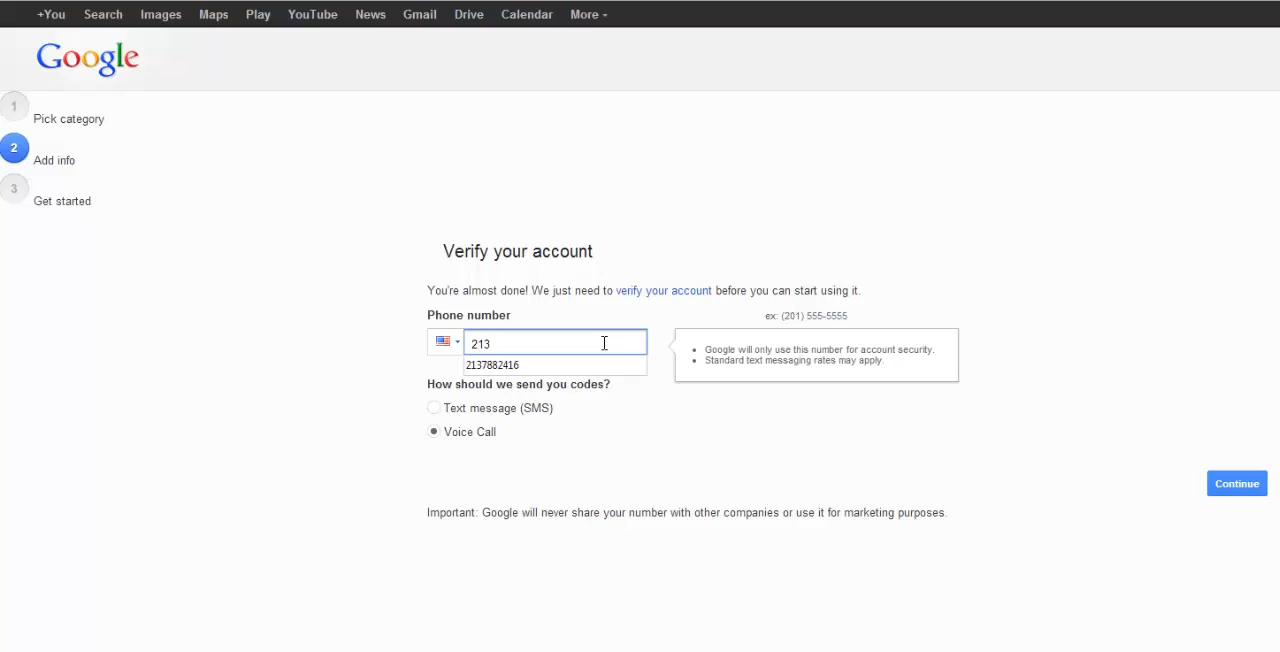 +You Search Images Maps Play YouTube News Gmail Drive Calendar More
Google
1 Pick category
2 Add info
3 Get started
Verify your account
You're almost done! We just need to verify your account before you can start using it.
Phone number ex: (201) 555-5555
213
2137882416
Google will only use this number for account security.
Standard text messaging rates may apply.
How should we send you codes?
Text message (SMS)
Voice Call
Continue
Important: Google will never share your number with other companies or use it for marketing purposes.